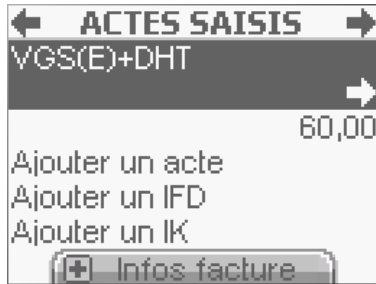 ACTES SAISIS
VGS(E)+DHT
60,00
Ajouter un acte
Ajouter un IFD
Ajouter un IK
Infos facture